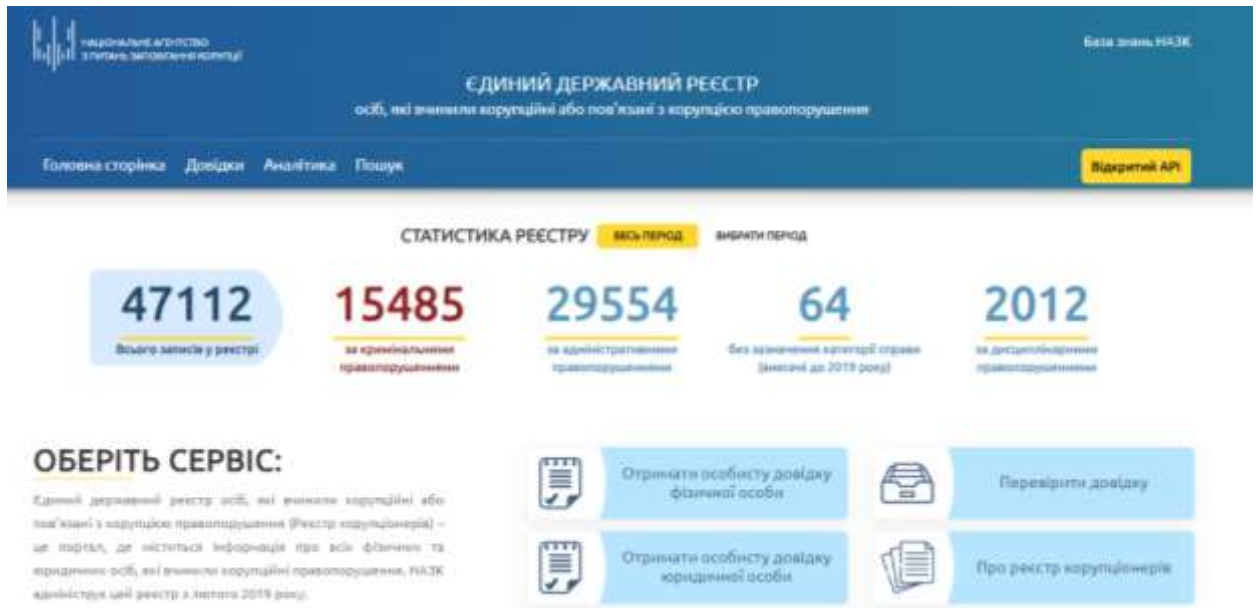 НАЦІОНАЛЬНЕ АГЕНТСТВО
З ПИТАНЬ ЗАПОБІГАННЯ КОРУПЦІЇ
База знань НАЗК
ЄДИНИЙ ДЕРЖАВНИЙ РЕЄСТР
осіб, які вчинили корупційні або пов'язані з корупцією правопорушення
Головна сторінка Довідки Аналітика Пошук
Відкритий API
СТАТИСТИКА РЕЄСТРУ ВЕСЬ ПЕРІОД ВИБРАТИ ПЕРІОД
47112 15485 29554 64 2012
Всього записів у реєстрі
за кримінальними
правопорушеннями
за адміністративними
правопорушеннями
без зазначення категорії справи
(внесені до 2019 року)
за дисциплінарними
правопорушеннями
ОБЕРІТЬ СЕРВІС:
Єдиний державний реєстр осіб, які вчинили корупційні або
пов'язані з корупцією правопорушення (Реєстр корупціонерів) –
це портал, де міститься інформація про всіх фізичних та
юридичних осіб, які вчинили корупційні правопорушення. НАЗК
адмініструє цей реєстр з лютого 2019 року.
Отримати особисту довідку
фізичної особи
Перевірити довідку
Отримати особисту довідку
юридичної особи
Про реєстр корупціонерів